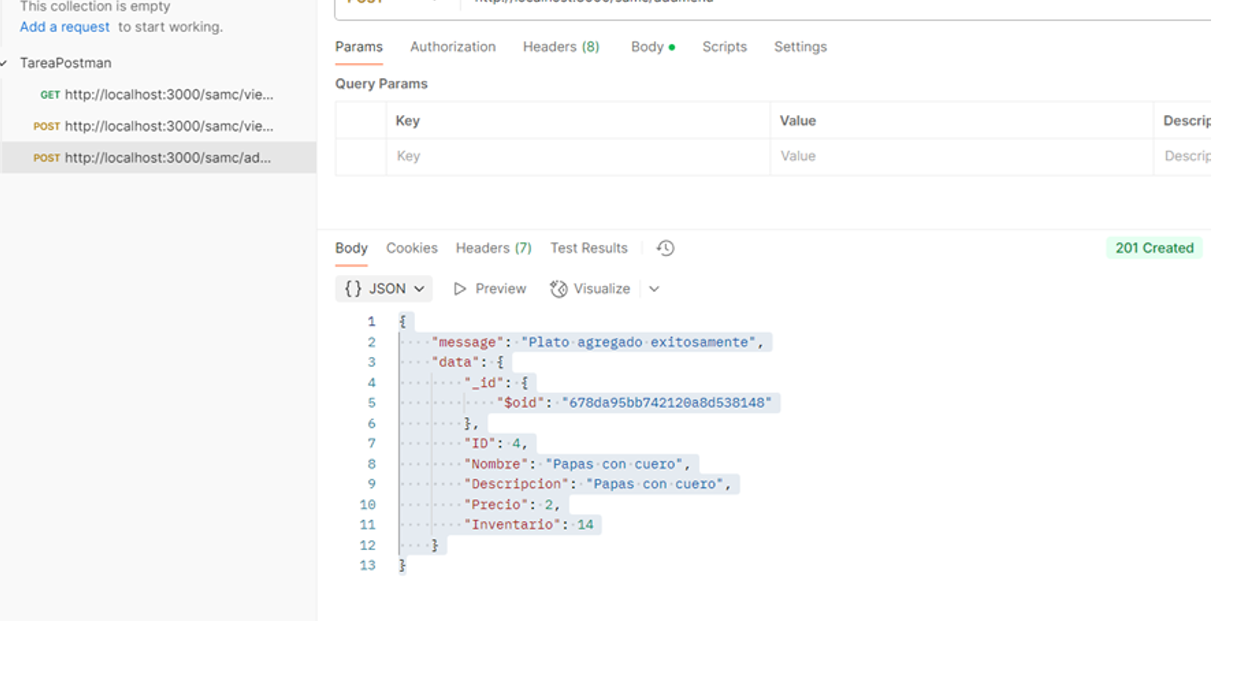 This collection is empty
Add a request to start working.
TareaPostman
GET http://localhost:3000/samc/vie...
POST http://localhost:3000/samc/vie...
POST http://localhost:3000/samc/ad...
Params Authorization Headers (8) Body Scripts Settings
Query Params
Key Value Descrip
Key Value Descrip
Body Cookies Headers (7) Test Results 201 Created
{} JSON Preview Visualize
1 {
2 "message": "Plato agregado exitosamente",
3 "data": {
4 "_id": {
5 "$oid": "678da95bb742120a8d538148"
6 },
7 "ID": 4,
8 "Nombre": "Papas con cuero",
9 "Descripcion": "Papas con cuero",
10 "Precio": 2,
11 "Inventario": 14
12 }
13 }